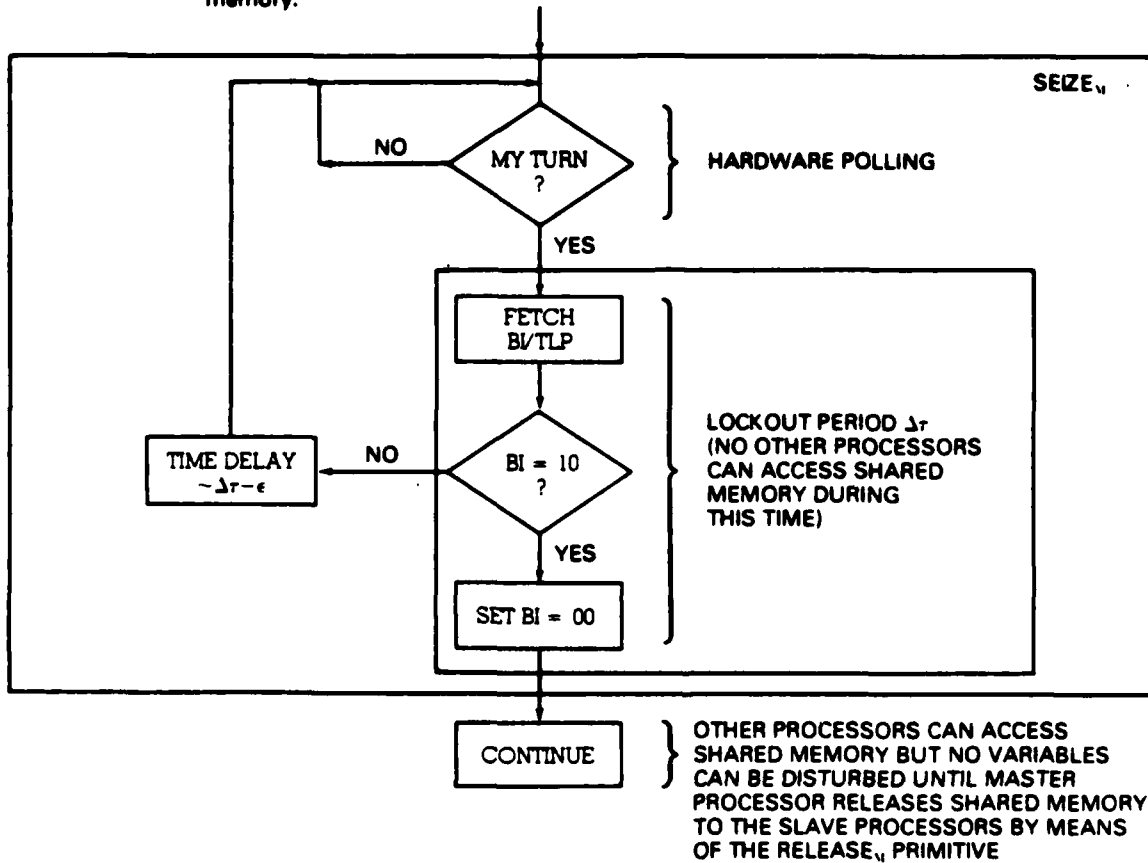 memory.
SEIZE_M
MY TURN
?
NO
HARDWARE POLLING
YES
FETCH
BI/TLP
LOCKOUT PERIOD Δτ
(NO OTHER PROCESSORS
CAN ACCESS SHARED
MEMORY DURING
THIS TIME)
TIME DELAY
~Δτ-ϵ
NO
BI = 10
?
YES
SET BI = 00
CONTINUE
OTHER PROCESSORS CAN ACCESS
SHARED MEMORY BUT NO VARIABLES
CAN BE DISTURBED UNTIL MASTER
PROCESSOR RELEASES SHARED MEMORY
TO THE SLAVE PROCESSORS BY MEANS
OF THE RELEASE_M PRIMITIVE